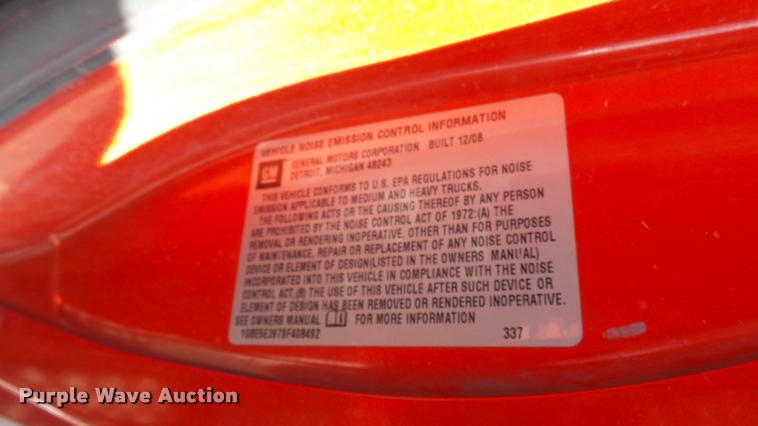 VEHICLE NOISE EMISSION CONTROL INFORMATION
GM
GENERAL MOTORS CORPORATION BUILT 12/08
DETROIT, MICHIGAN 48243
THIS VEHICLE CONFORMS TO U.S. EPA REGULATIONS FOR NOISE
EMISSION APPLICABLE TO MEDIUM AND HEAVY TRUCKS.
THE FOLLOWING ACTS OR THE CAUSING THEREOF BY ANY PERSON
ARE PROHIBITED BY THE NOISE CONTROL ACT OF 1972:(A) THE
REMOVAL OR RENDERING INOPERATIVE, OTHER THAN FOR PURPOSES
OF MAINTENANCE, REPAIR OR REPLACEMENT OF ANY NOISE CONTROL
DEVICE OR ELEMENT OF DESIGN(LISTED IN THE OWNERS MANUAL)
INCORPORATED INTO THIS VEHICLE IN COMPLIANCE WITH THE NOISE
CONTROL ACT,(B) THE USE OF THIS VEHICLE AFTER SUCH DEVICE OR
ELEMENT OF DESIGN HAS BEEN REMOVED OR RENDERED INOPERATIVE.
SEE OWNERS MANUAL FOR MORE INFORMATION
337
Purple Wave Auction